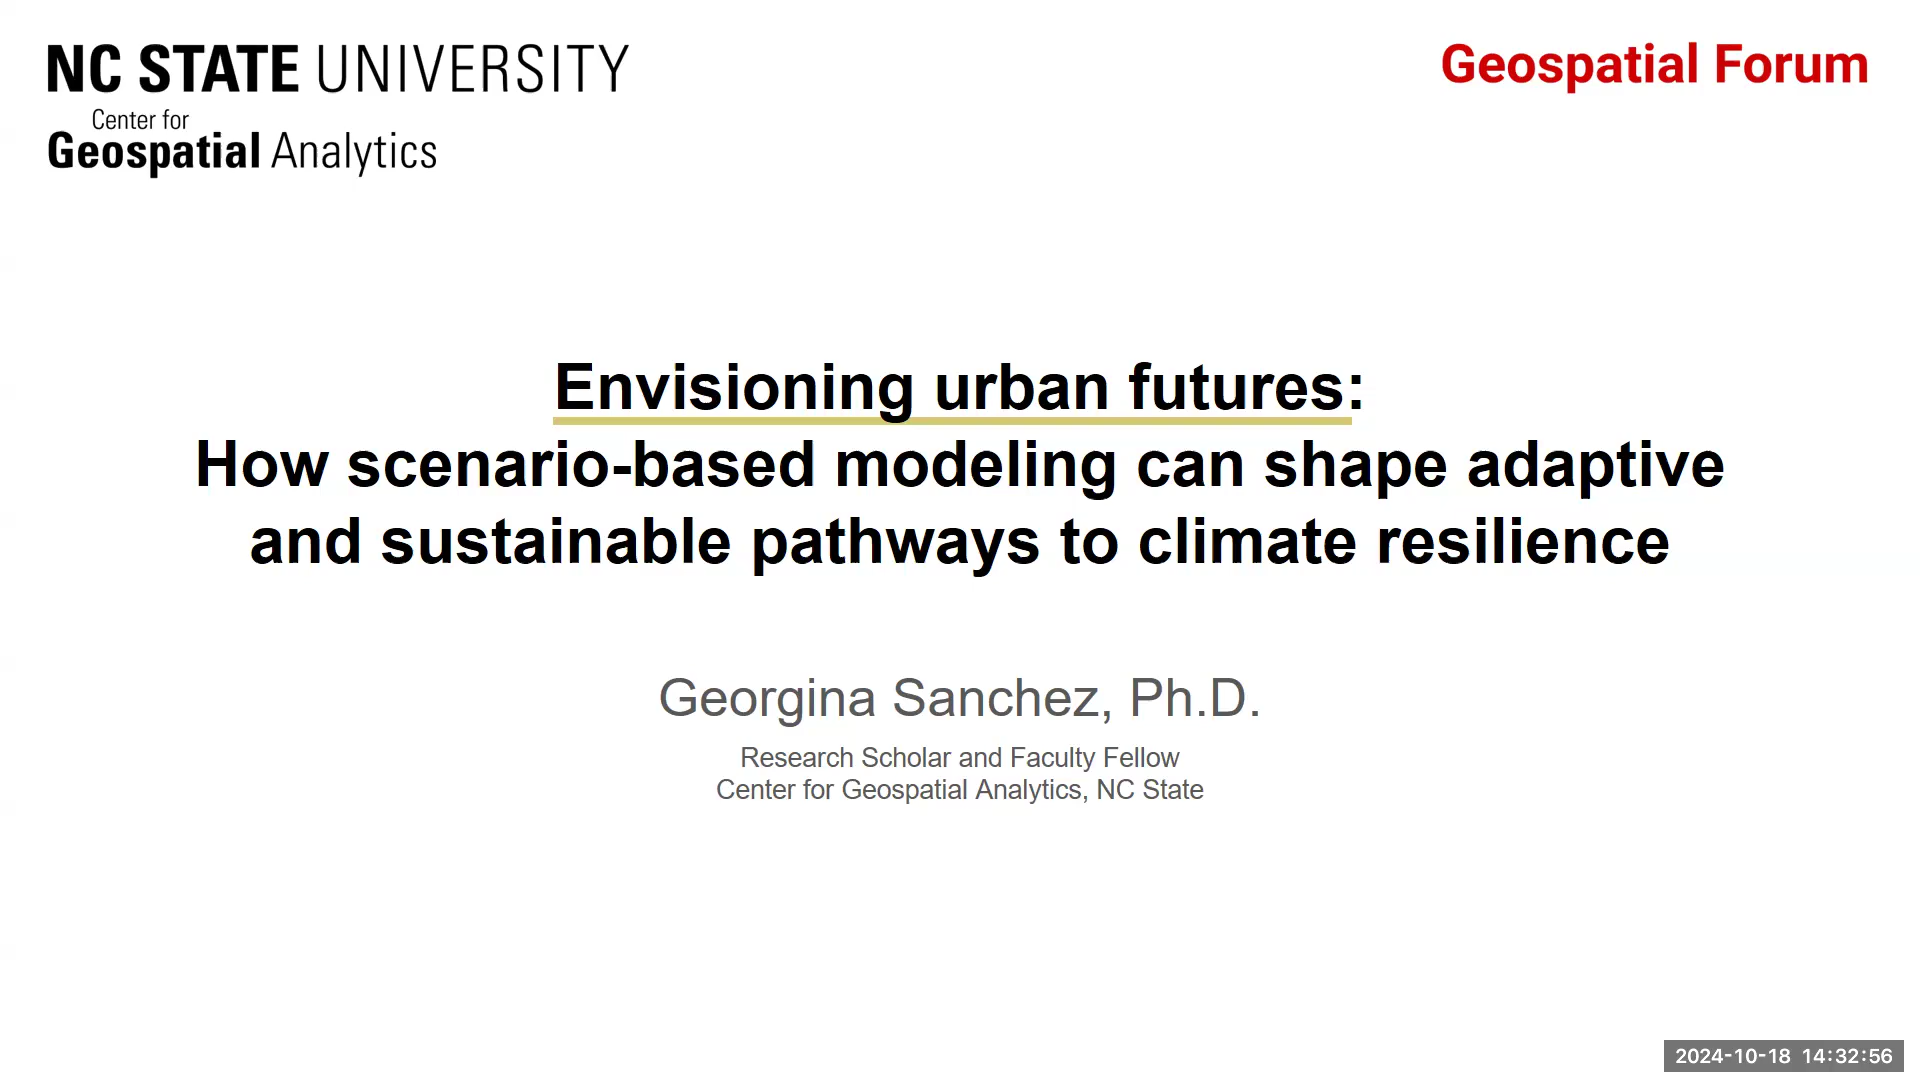 NC STATE UNIVERSITY
Center for
Geospatial Analytics
Geospatial Forum
Envisioning urban futures:
How scenario-based modeling can shape adaptive
and sustainable pathways to climate resilience
Georgina Sanchez, Ph.D.
Research Scholar and Faculty Fellow
Center for Geospatial Analytics, NC State
2024-10-18 14:32:56